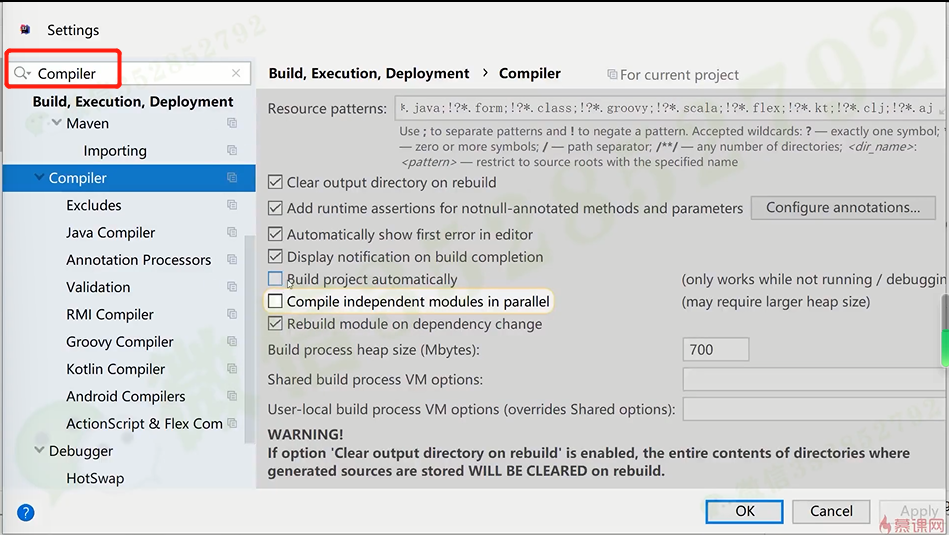 Settings
Compiler
Build, Execution, Deployment
Maven
Importing
Compiler
Excludes
Java Compiler
Annotation Processors
Validation
RMI Compiler
Groovy Compiler
Kotlin Compiler
Android Compilers
ActionScript & Flex Com
Debugger
HotSwap
Build, Execution, Deployment › Compiler For current project
Resource patterns: *.java;!?*.form;!?*.class;!?*.groovy;!?*.scala;!?*.flex;!?*.kt;!?*.clj;!?*.aj
Use ; to separate patterns and ! to negate a pattern. Accepted wildcards: ? — exactly one symbol; *
— zero or more symbols; / — path separator; /**/ — any number of directories; <dir_name>:
<pattern> — restrict to source roots with the specified name
Clear output directory on rebuild
Add runtime assertions for notnull-annotated methods and parameters Configure annotations...
Automatically show first error in editor
Display notification on build completion
Build project automatically (only works while not running / debuggin
Compile independent modules in parallel (may require larger heap size)
Rebuild module on dependency change
Build process heap size (Mbytes): 700
Shared build process VM options:
User-local build process VM options (overrides Shared options):
WARNING!
If option 'Clear output directory on rebuild' is enabled, the entire contents of directories where
generated sources are stored WILL BE CLEARED on rebuild.
? OK Cancel Apply
慕课网